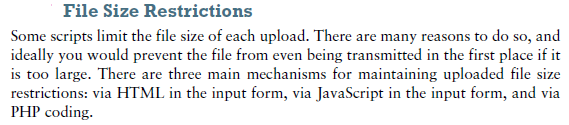 File Size Restrictions
Some scripts limit the file size of each upload. There are many reasons to do so, and
ideally you would prevent the file from even being transmitted in the first place if it
is too large. There are three main mechanisms for maintaining uploaded file size
restrictions: via HTML in the input form, via JavaScript in the input form, and via
PHP coding.